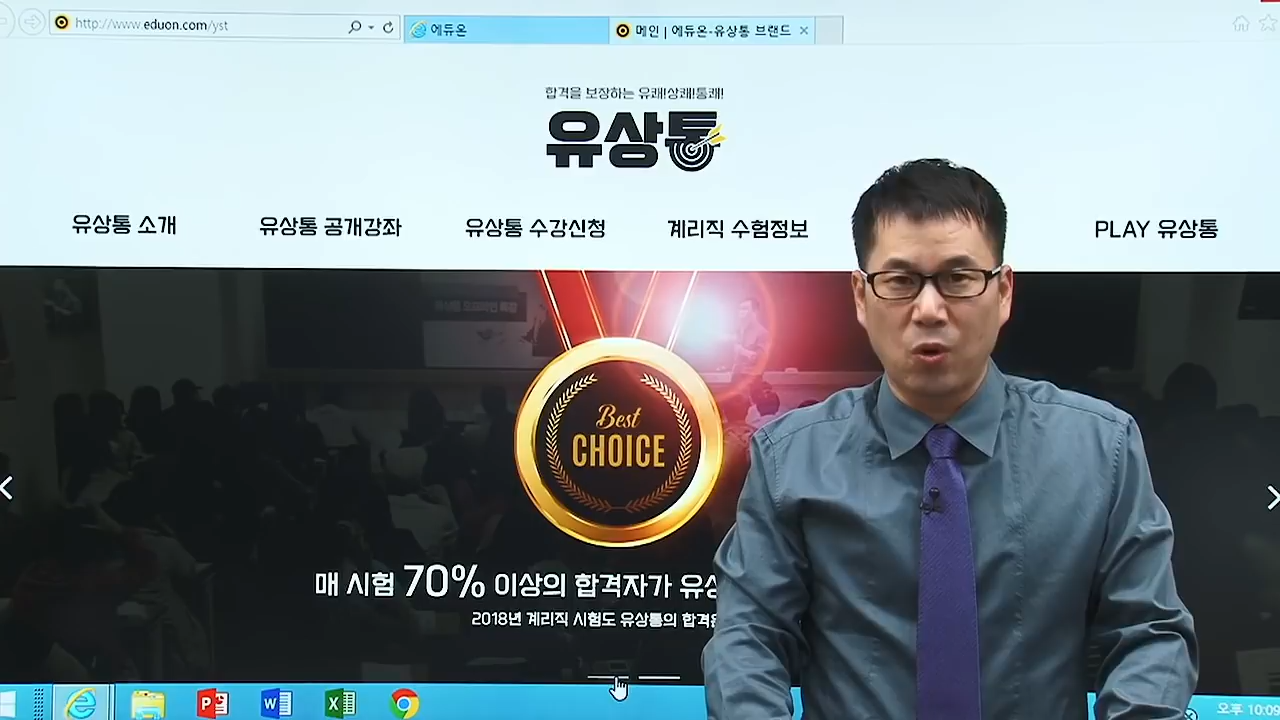 http://www.eduon.com/yst
에듀온
메인 | 에듀온-유상통 브랜드
합격을 보장하는 유쾌!상쾌!통쾌!
유상통
유상통 소개
유상통 공개강좌
유상통 수강신청
계리직 수험정보
PLAY 유상통
Best
CHOICE
매 시험 70% 이상의 합격자가 유상
2018년 계리직 시험도 유상통의 합격은
오후 10:09